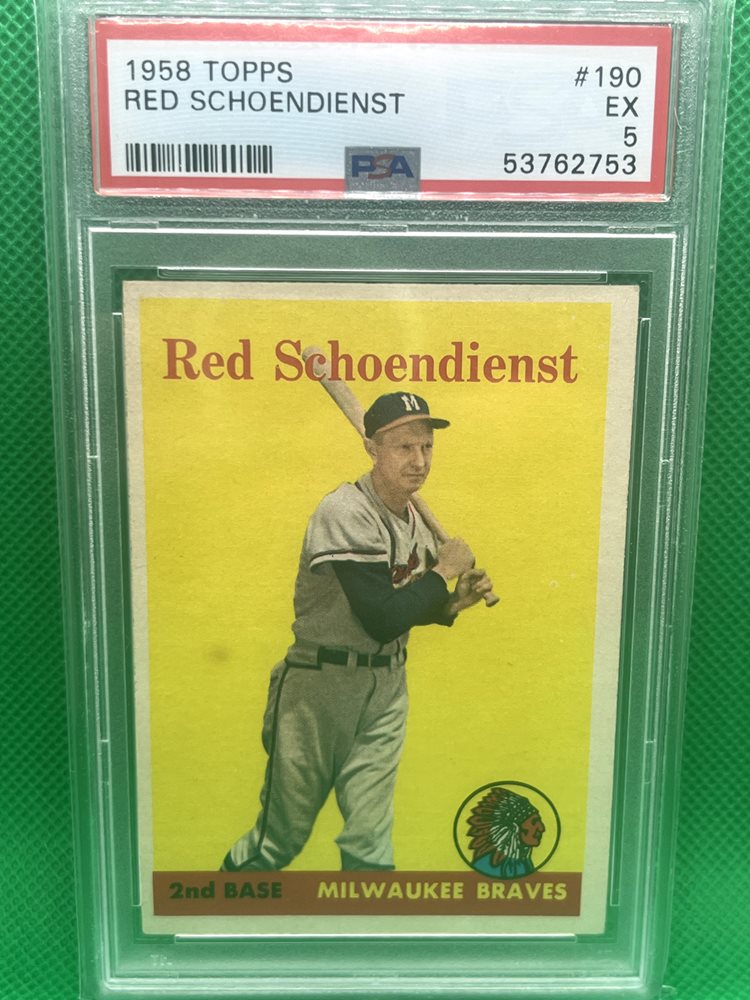 1958 TOPPS #190
RED SCHOENDIENST EX
5
PSA 53762753
Red Schoendienst
M
2nd BASE MILWAUKEE BRAVES